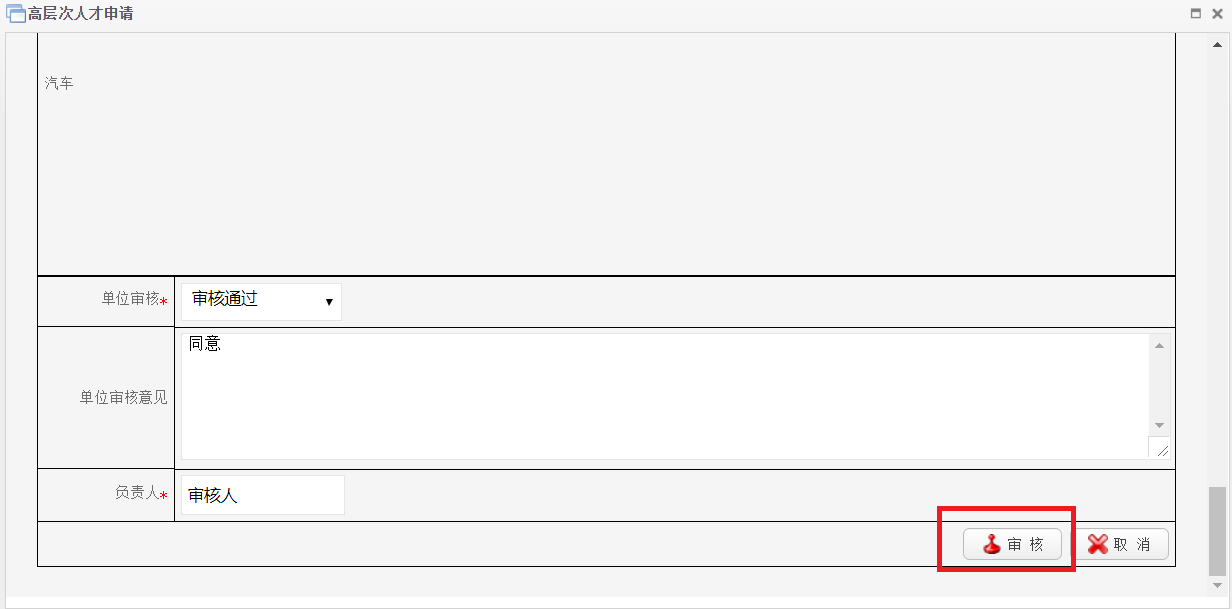 高层次人才申请
汽车
单位审核* 审核通过
单位审核意见 同意
负责人* 审核人
审 核 取 消